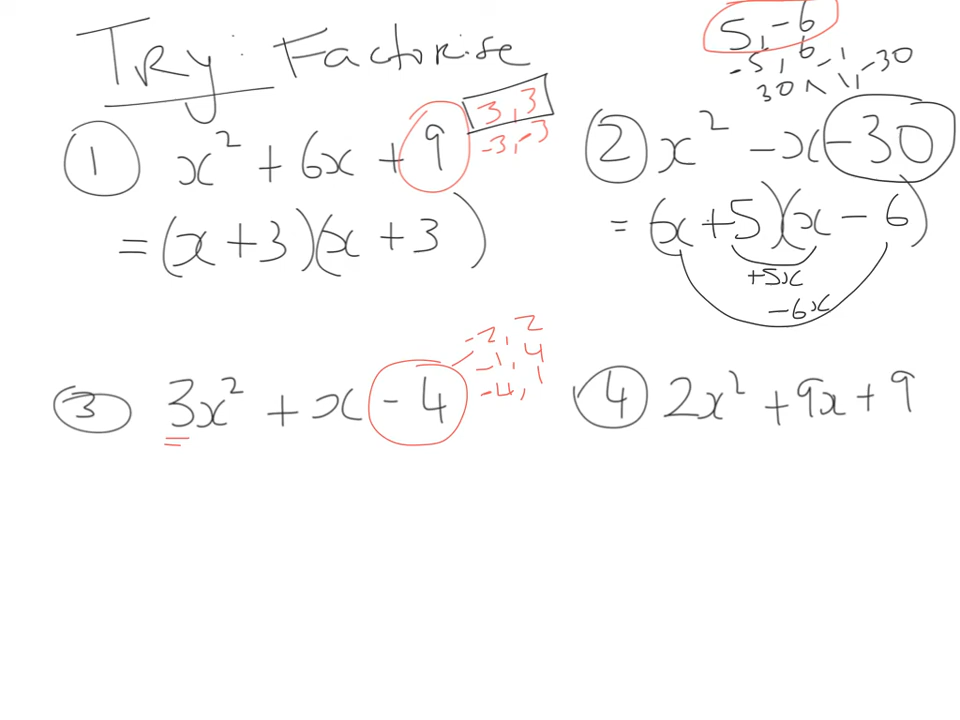 Try: Factorise
5, -6
-5, 6
30, -1
1, -30
① x² + 6x + 9
3, 3
-3, -3
= (x + 3)(x + 3)
② x² - x - 30
= (x + 5)(x - 6)
+5x
-6x
③ 3x² + x - 4
-2, 2
-1, 4
-4, 1
④ 2x² + 9x + 9